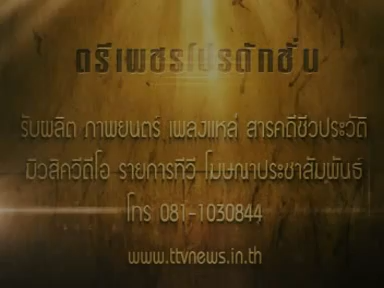 ตรีเพชรโปรดักชั่น
รับผลิต ภาพยนตร์ เพลงแหล่ สารคดีชีวประวัติ
มิวสิควีดีโอ รายการทีวี โฆษณาประชาสัมพันธ์
โทร 081-1030844
www.ttvnews.in.th